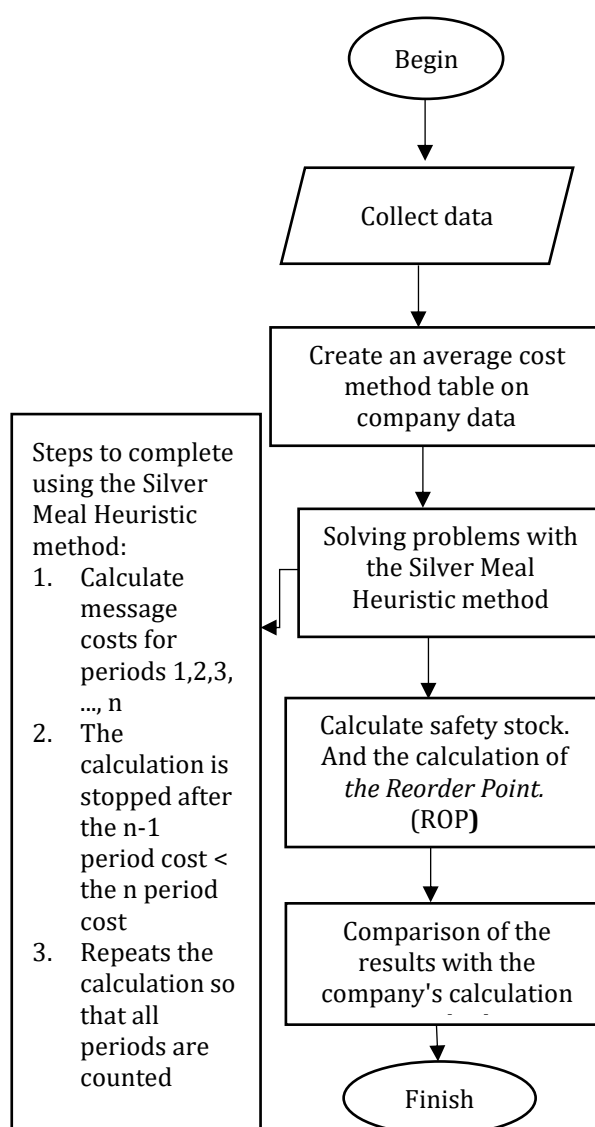 Begin
Collect data
Create an average cost
method table on
company data
Solving problems with
the Silver Meal
Heuristic method
Steps to complete
using the Silver
Meal Heuristic
method:
1. Calculate
message
costs for
periods 1,2,3,
..., n
2. The
calculation is
stopped after
the n-1
period cost <
the n period
cost
3. Repeats the
calculation so
that all
periods are
counted
Calculate safety stock.
And the calculation of
the Reorder Point.
(ROP)
Comparison of the
results with the
company's calculation
Finish